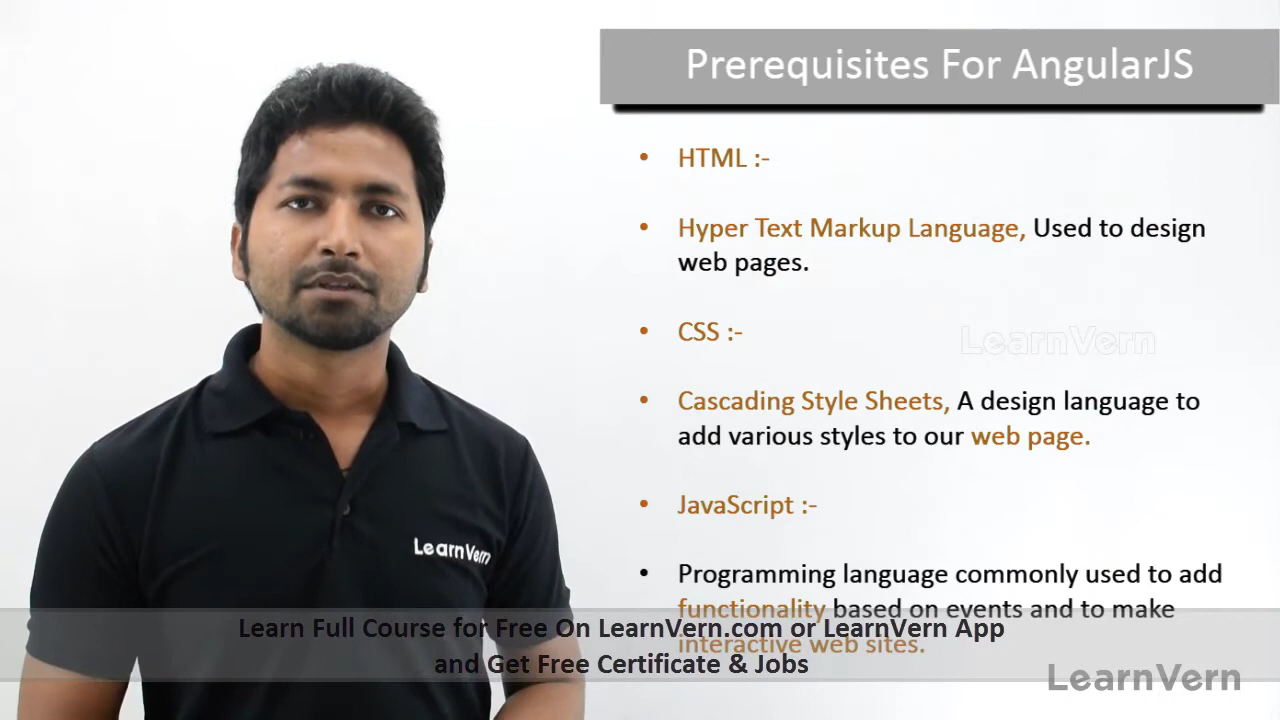 Prerequisites For AngularJS
• HTML :-
• Hyper Text Markup Language, Used to design
web pages.
• CSS :-
LearnVern
• Cascading Style Sheets, A design language to
add various styles to our web page.
• JavaScript :-
LearnVern
• Programming language commonly used to add
functionality based on events and to make
interactive web sites.
Learn Full Course for Free On LearnVern.com or LearnVern App
and Get Free Certificate & Jobs
LearnVern